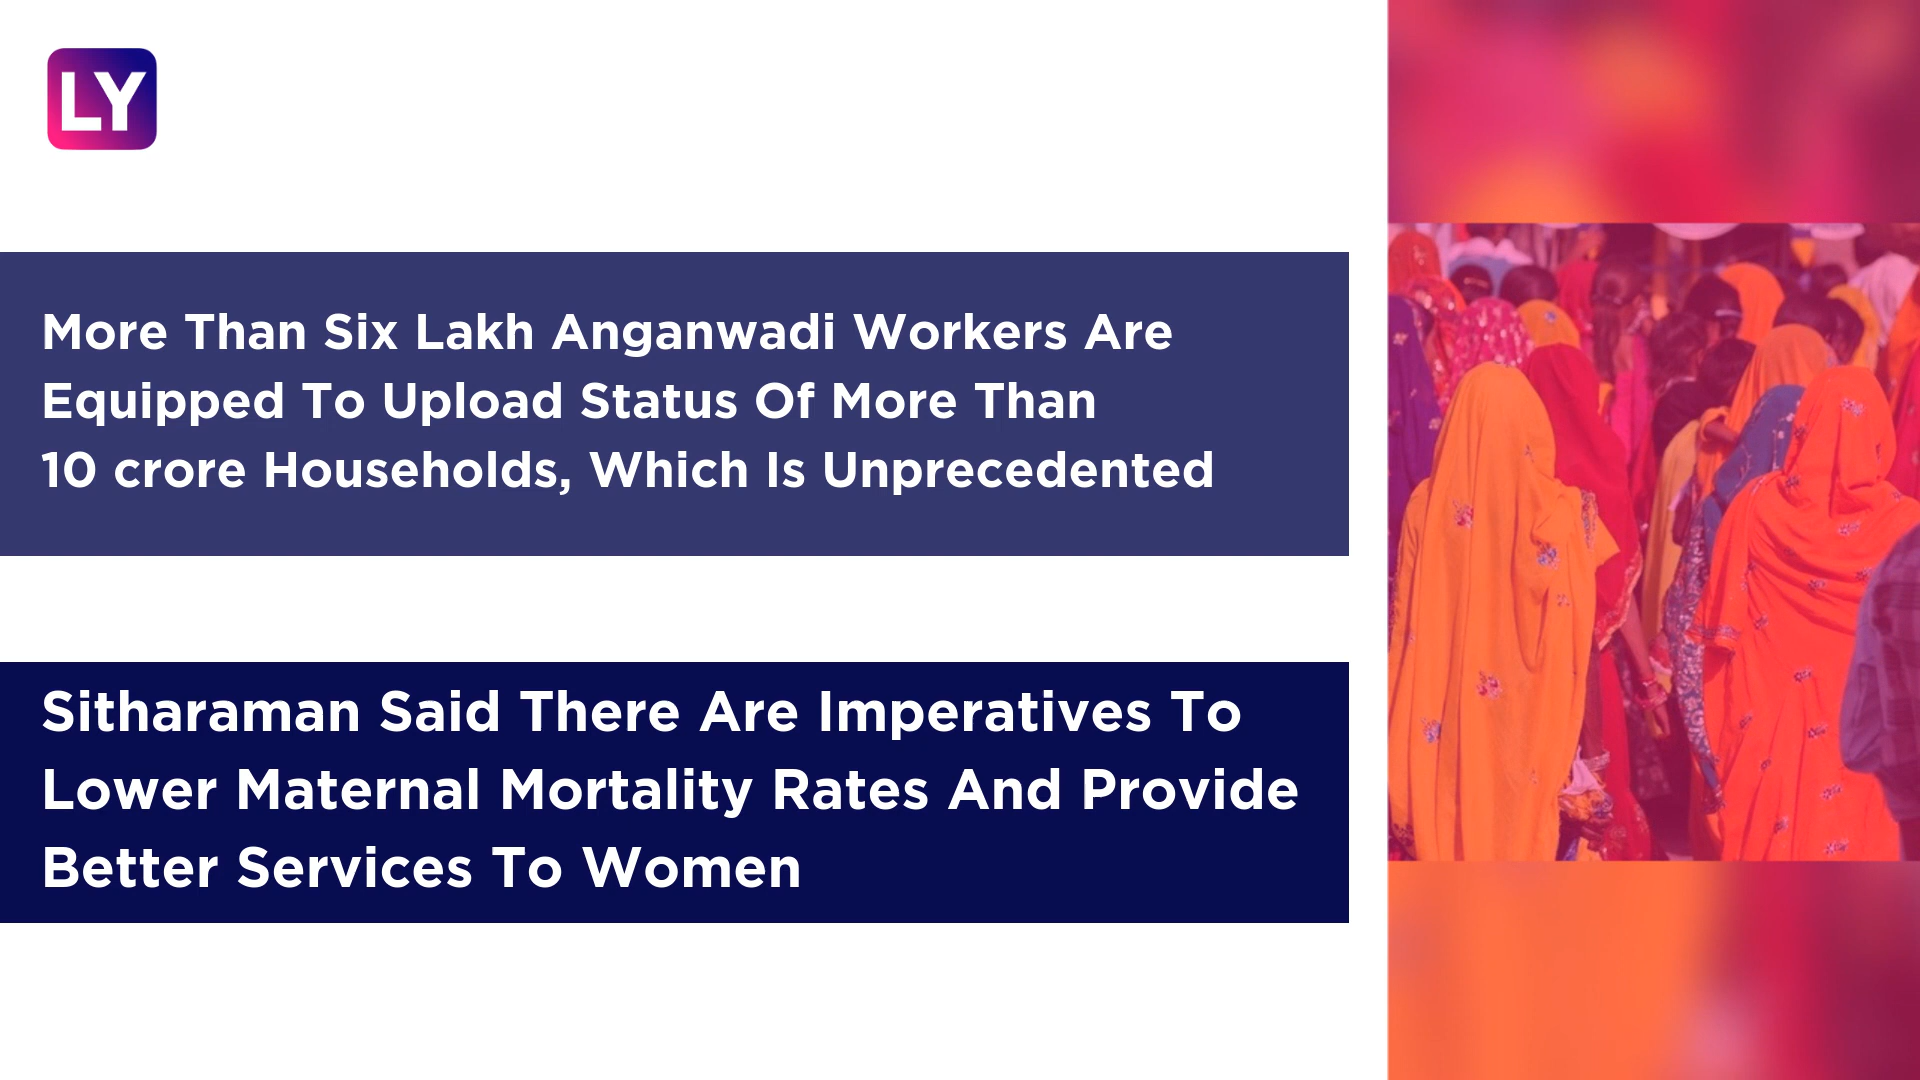 LY
More Than Six Lakh Anganwadi Workers Are
Equipped To Upload Status Of More Than
10 crore Households, Which Is Unprecedented
Sitharaman Said There Are Imperatives To
Lower Maternal Mortality Rates And Provide
Better Services To Women